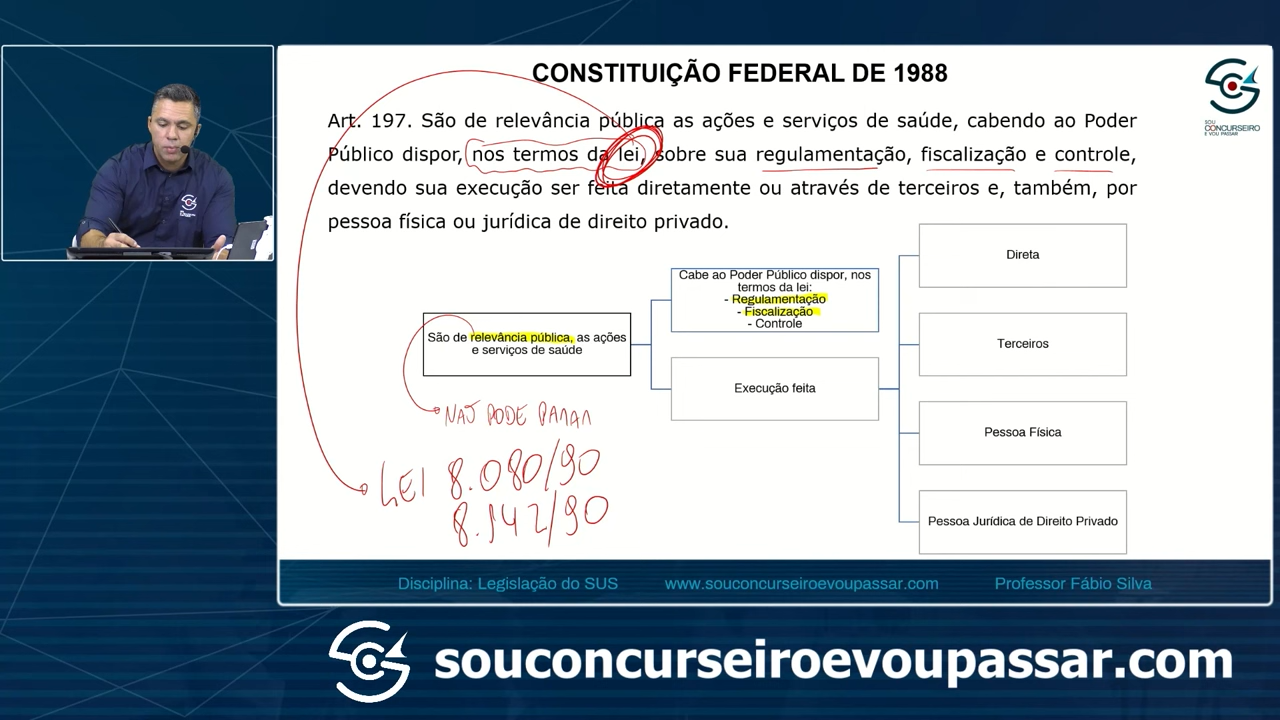 CONSTITUIÇÃO FEDERAL DE 1988
SOU
CONCURSEIRO
E VOU PASSAR
Art. 197. São de relevância pública as ações e serviços de saúde, cabendo ao Poder
Público dispor, nos termos da lei, sobre sua regulamentação, fiscalização e controle,
devendo sua execução ser feita diretamente ou através de terceiros e, também, por
pessoa física ou jurídica de direito privado.
São de relevância pública, as ações
e serviços de saúde
Cabe ao Poder Público dispor, nos
termos da lei:
- Regulamentação
- Fiscalização
- Controle
Execução feita
Direta
Terceiros
Pessoa Física
Pessoa Jurídica de Direito Privado
NÃO PODE PARAR
LEI 8.080/90
8.142/90
Disciplina: Legislação do SUS www.souconcurseiroevoupassar.com Professor Fábio Silva
souconcurseiroevoupassar.com